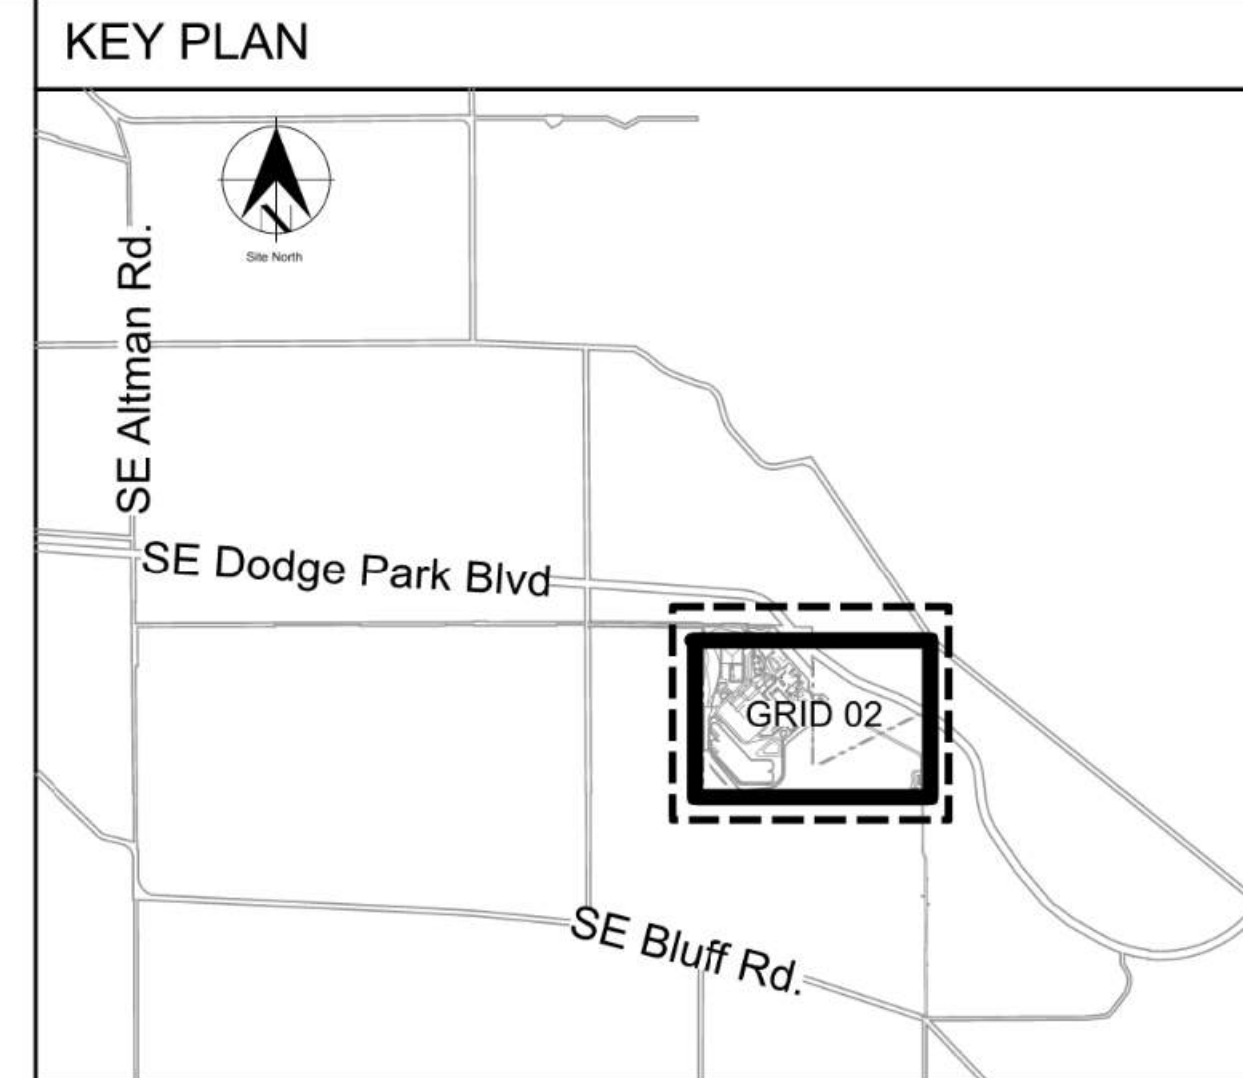 KEY PLAN
N
Site North
SE Altman Rd.
SE Dodge Park Blvd
GRID 02
SE Bluff Rd.